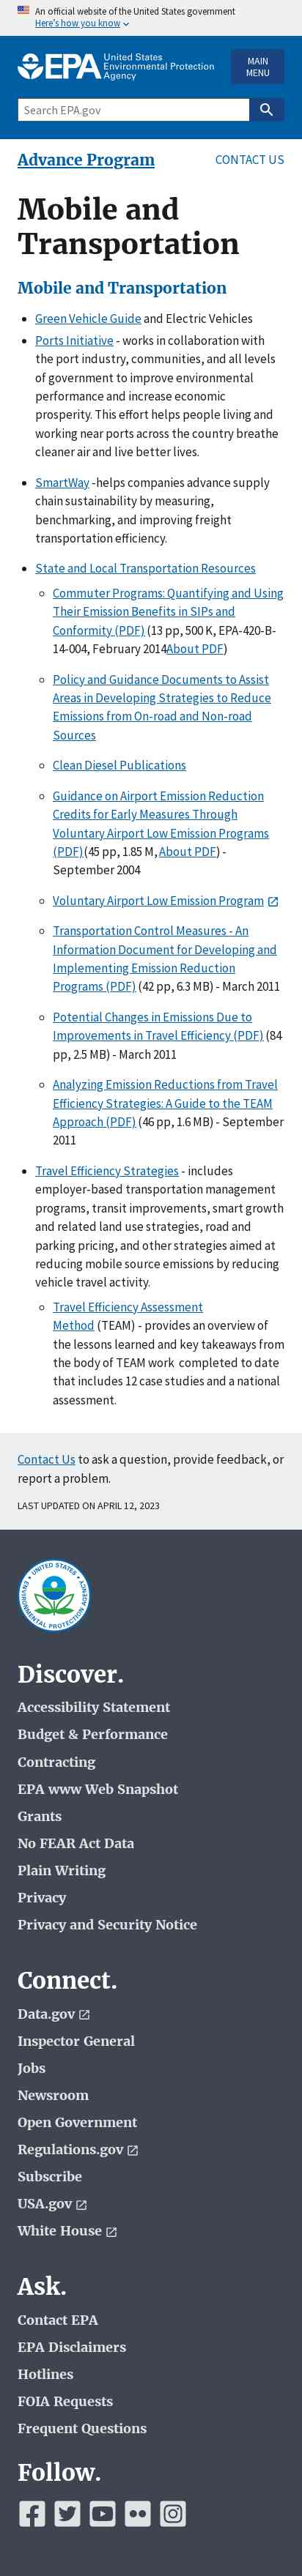 An official website of the United States government
Here's how you know
EPA United States
Environmental Protection
Agency
MAIN
MENU
Search EPA.gov
Advance Program
CONTACT US
Mobile and
Transportation
Mobile and Transportation
Green Vehicle Guide and Electric Vehicles
Ports Initiative - works in collaboration with
the port industry, communities, and all levels
of government to improve environmental
performance and increase economic
prosperity. This effort helps people living and
working near ports across the country breathe
cleaner air and live better lives.
SmartWay -helps companies advance supply
chain sustainability by measuring,
benchmarking, and improving freight
transportation efficiency.
State and Local Transportation Resources
Commuter Programs: Quantifying and Using
Their Emission Benefits in SIPs and
Conformity (PDF) (13 pp, 500 K, EPA-420-B-
14-004, February 2014About PDF)
Policy and Guidance Documents to Assist
Areas in Developing Strategies to Reduce
Emissions from On-road and Non-road
Sources
Clean Diesel Publications
Guidance on Airport Emission Reduction
Credits for Early Measures Through
Voluntary Airport Low Emission Programs
(PDF)(45 pp, 1.85 M, About PDF) -
September 2004
Voluntary Airport Low Emission Program
Transportation Control Measures - An
Information Document for Developing and
Implementing Emission Reduction
Programs (PDF) (42 pp, 6.3 MB) - March 2011
Potential Changes in Emissions Due to
Improvements in Travel Efficiency (PDF) (84
pp, 2.5 MB) - March 2011
Analyzing Emission Reductions from Travel
Efficiency Strategies: A Guide to the TEAM
Approach (PDF) (46 pp, 1.6 MB) - September
2011
Travel Efficiency Strategies - includes
employer-based transportation management
programs, transit improvements, smart growth
and related land use strategies, road and
parking pricing, and other strategies aimed at
reducing mobile source emissions by reducing
vehicle travel activity.
Travel Efficiency Assessment
Method (TEAM) - provides an overview of
the lessons learned and key takeaways from
the body of TEAM work completed to date
that includes 12 case studies and a national
assessment.
Contact Us to ask a question, provide feedback, or
report a problem.
LAST UPDATED ON APRIL 12, 2023
UNITED STATES
ENVIRONMENTAL PROTECTION AGENCY
Discover.
Accessibility Statement
Budget & Performance
Contracting
EPA www Web Snapshot
Grants
No FEAR Act Data
Plain Writing
Privacy
Privacy and Security Notice
Connect.
Data.gov
Inspector General
Jobs
Newsroom
Open Government
Regulations.gov
Subscribe
USA.gov
White House
Ask.
Contact EPA
EPA Disclaimers
Hotlines
FOIA Requests
Frequent Questions
Follow.